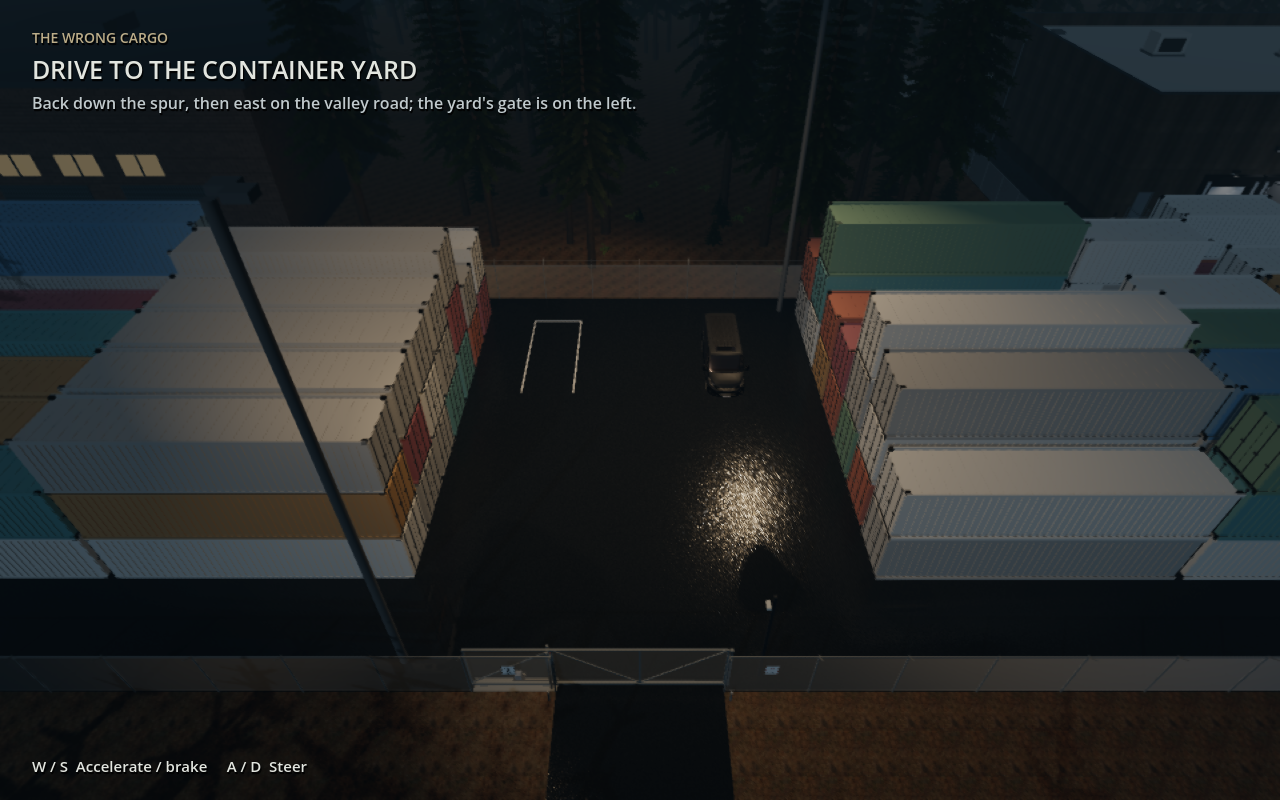 THE WRONG CARGO
DRIVE TO THE CONTAINER YARD
Back down the spur, then east on the valley road; the yard's gate is on the left.
W / S Accelerate / brake A / D Steer